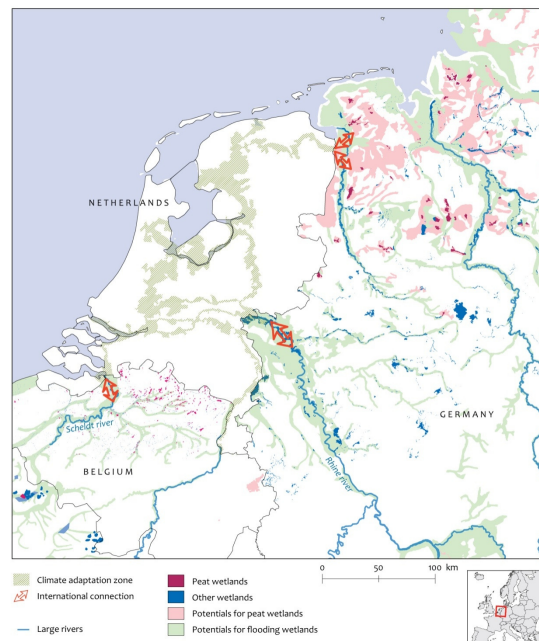 NETHERLANDS
GERMANY
Scheldt river
Rhine river
BELGIUM
0 50 100 km
Climate adaptation zone
International connection
Large rivers
Peat wetlands
Other wetlands
Potentials for peat wetlands
Potentials for flooding wetlands